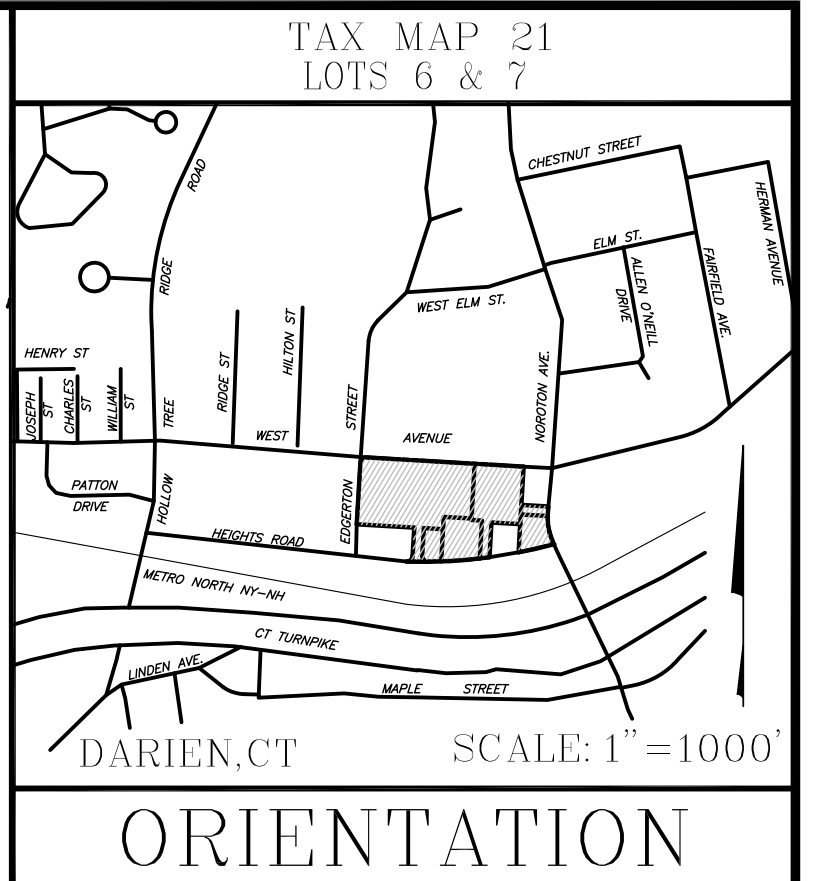 TAX MAP 21
LOTS 6 & 7
CHESTNUT STREET
HERMAN AVENUE
ROAD
RIDGE
ELM ST.
ALLEN O'NEILL
DRIVE
FAIRFIELD AVE.
WEST ELM ST.
HILTON ST
RIDGE ST
HENRY ST
JOSEPH
ST
CHARLES
ST
WILLIAM
ST
TREE
STREET
NOROTON AVE.
WEST
AVENUE
PATTON
DRIVE
HOLLOW
EDGERTON
HEIGHTS ROAD
METRO NORTH NY-NH
CT TURNPIKE
LINDEN AVE.
MAPLE STREET
DARIEN,CT
SCALE: 1"=1000'
ORIENTATION